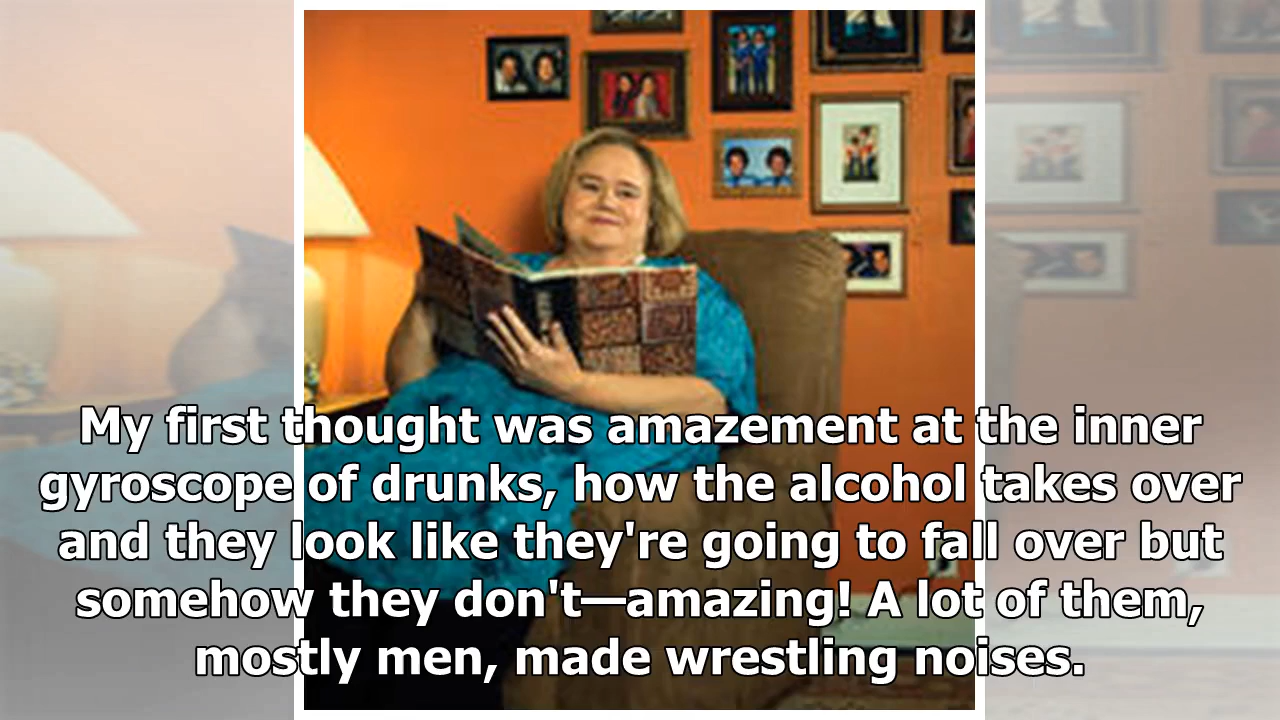 My first thought was amazement at the inner
gyroscope of drunks, how the alcohol takes over
and they look like they're going to fall over but
somehow they don't—amazing! A lot of them,
mostly men, made wrestling noises.